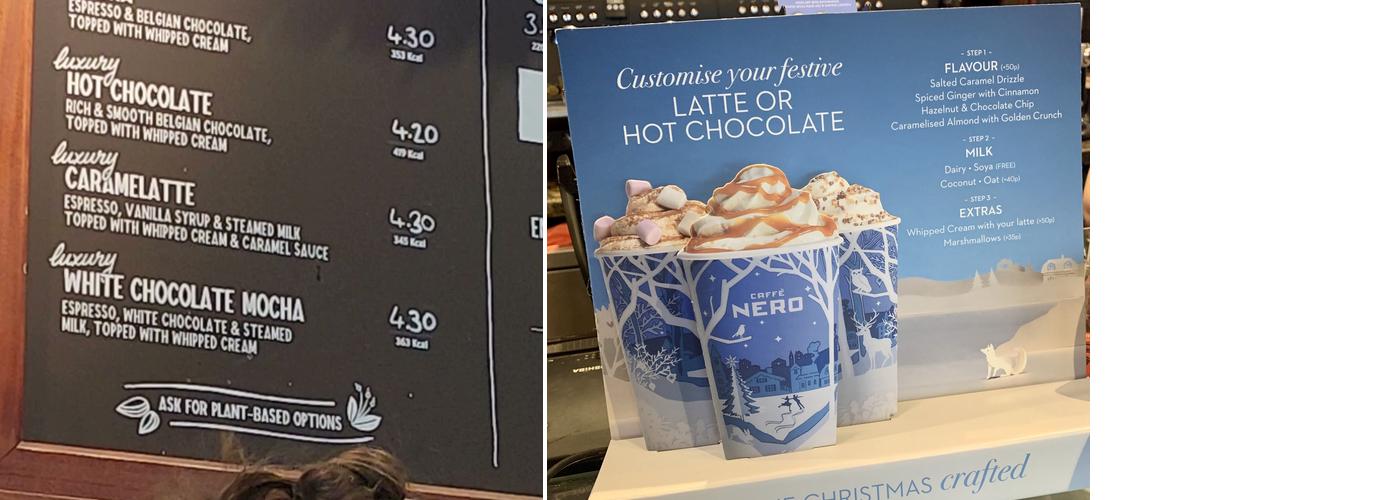 ESPRESSO & BELGIAN CHOCOLATE,
TOPPED WITH WHIPPED CREAM
4.30
353 Kcal
luxury
HOT CHOCOLATE
RICH & SMOOTH BELGIAN CHOCOLATE,
TOPPED WITH WHIPPED CREAM
4.20
419 Kcal
luxury
CARAMELATTE
ESPRESSO, VANILLA SYRUP & STEAMED MILK
TOPPED WITH WHIPPED CREAM & CARAMEL SAUCE
4.30
345 Kcal
luxury
WHITE CHOCOLATE MOCHA
ESPRESSO, WHITE CHOCOLATE & STEAMED
MILK, TOPPED WITH WHIPPED CREAM
4.30
363 Kcal
ASK FOR PLANT-BASED OPTIONS
Customise your festive
LATTE OR
HOT CHOCOLATE
- STEP 1 -
FLAVOUR (+50p)
Salted Caramel Drizzle
Spiced Ginger with Cinnamon
Hazelnut & Chocolate Chip
Caramelised Almond with Golden Crunch
- STEP 2 -
MILK
Dairy • Soya (FREE)
Coconut • Oat (+40p)
- STEP 3 -
EXTRAS
Whipped Cream with your latte (+50p)
Marshmallows (+35p)
CAFFÈ
NERO
CHRISTMAS crafted